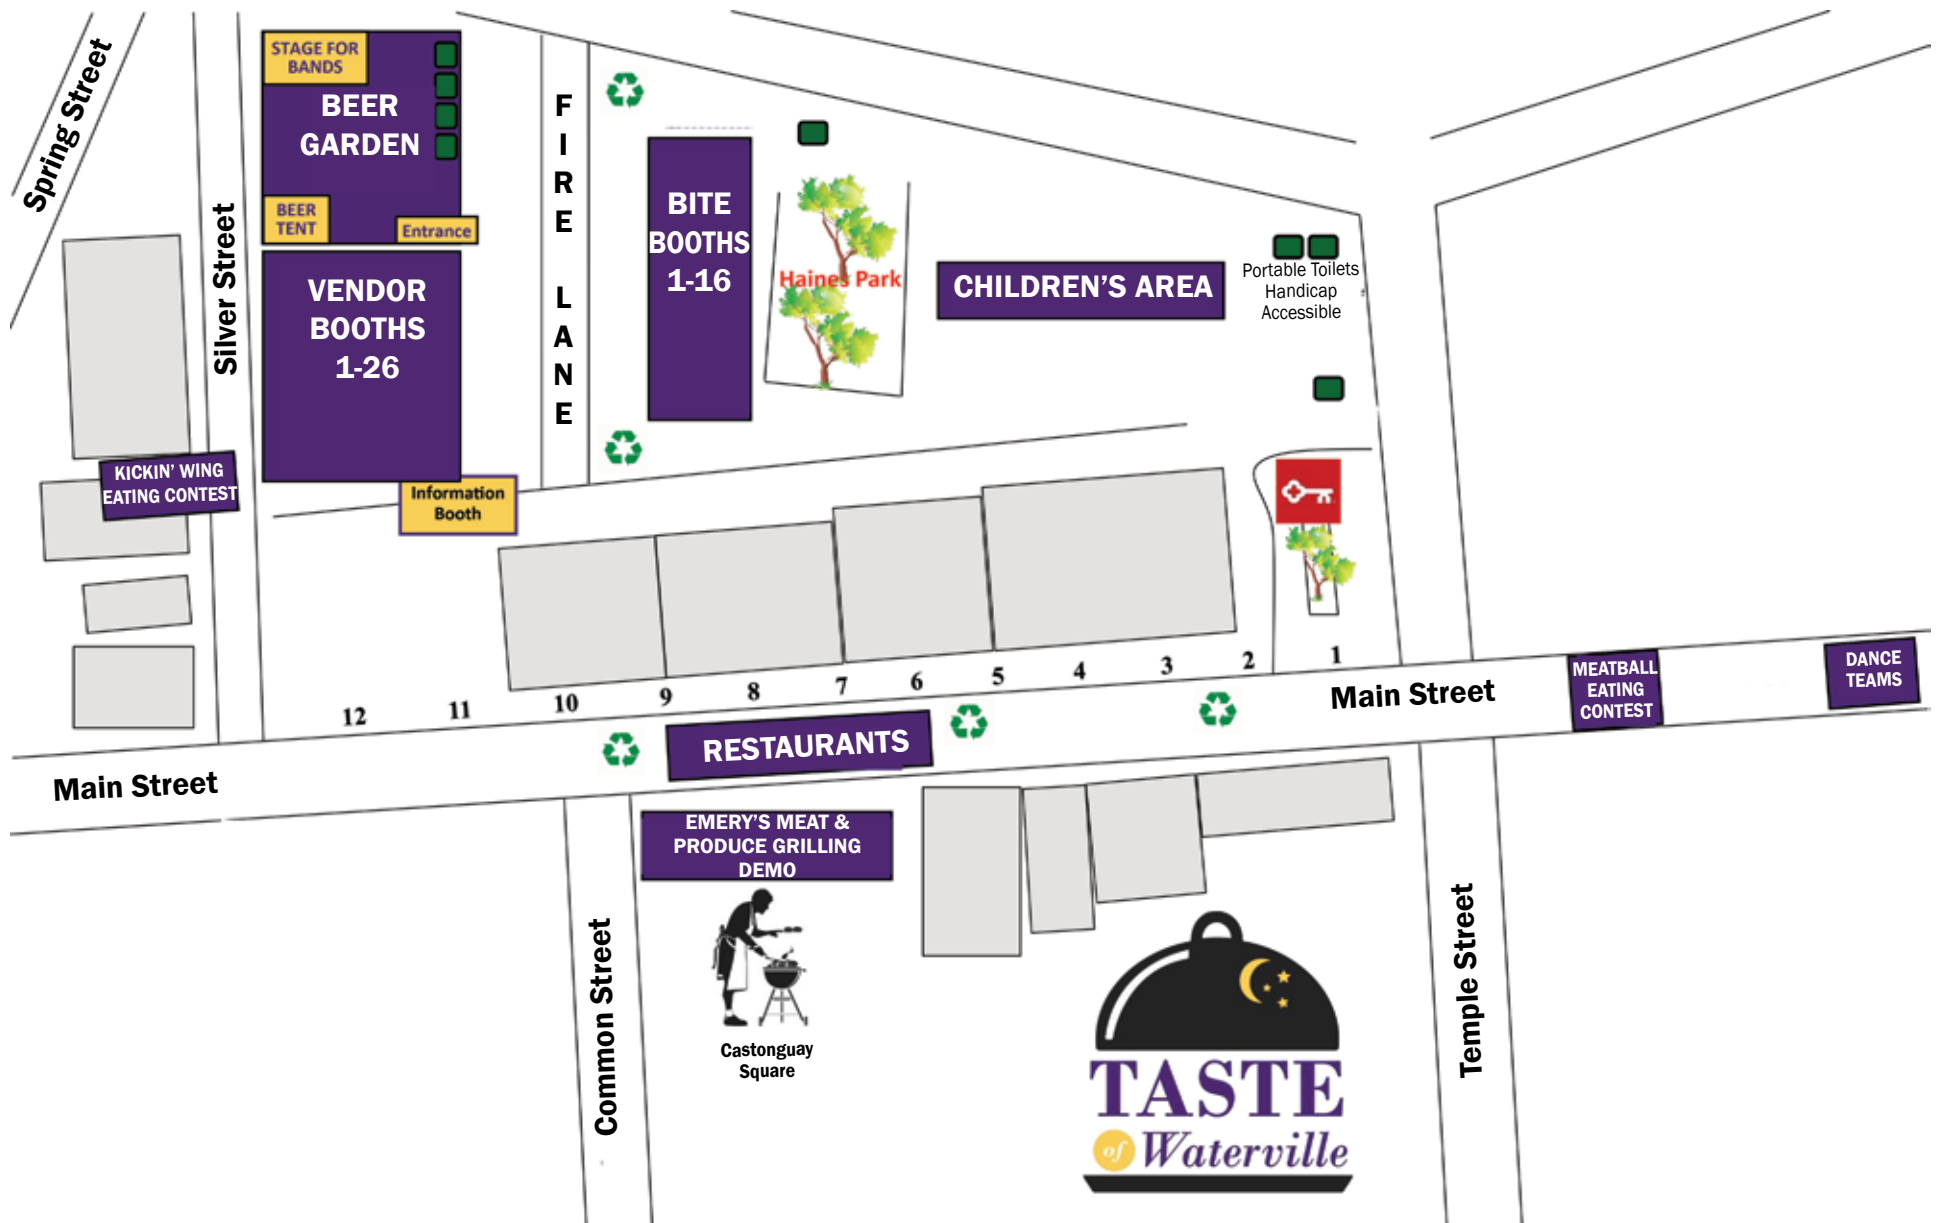 Spring Street
Silver Street
STAGE FOR
BANDS
BEER
GARDEN
BEER
TENT
Entrance
VENDOR
BOOTHS
1-26
Information
Booth
KICKIN' WING
EATING CONTEST
FIRE LANE
BITE
BOOTHS
1-16
Haines Park
CHILDREN'S AREA
Portable Toilets
Handicap
Accessible
12
11
10
9
8
7
6
5
4
3
2
1
Main Street
Main Street
RESTAURANTS
MEATBALL
EATING
CONTEST
DANCE
TEAMS
EMERY'S MEAT &
PRODUCE GRILLING
DEMO
Castonguay
Square
Common Street
Temple Street
TASTE
of Waterville